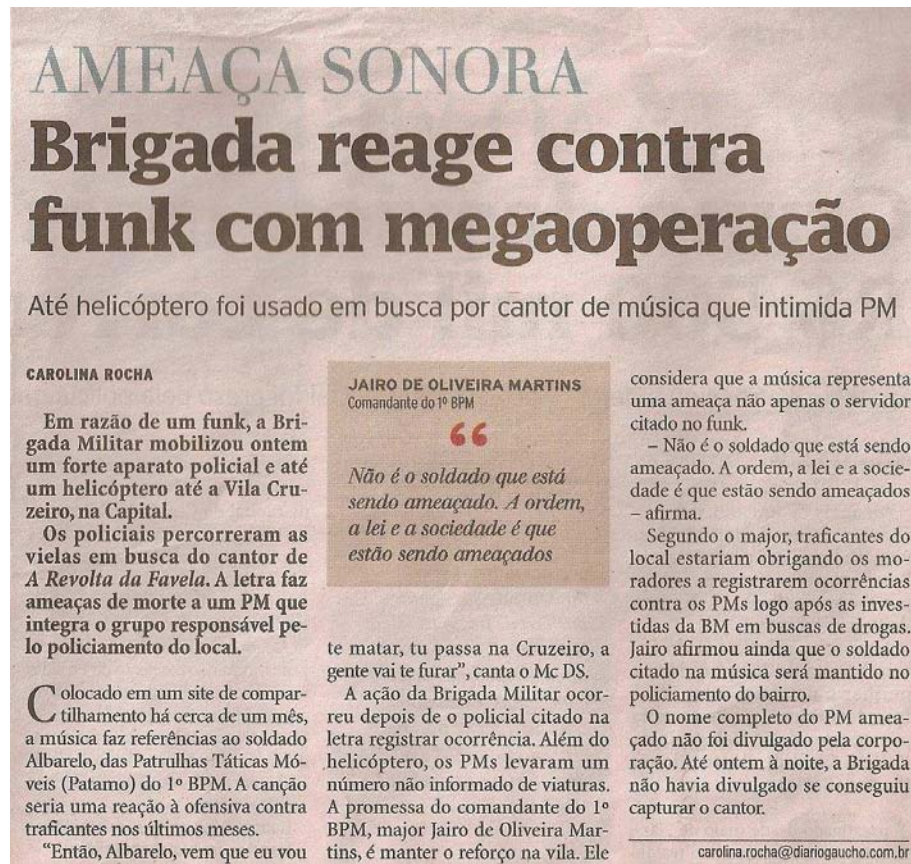 AMEAÇA SONORA
Brigada reage contra
funk com megaoperação
Até helicóptero foi usado em busca por cantor de música que intimida PM
CAROLINA ROCHA
Em razão de um funk, a Bri-
gada Militar mobilizou ontem
um forte aparato policial e até
um helicóptero até a Vila Cru-
zeiro, na Capital.
Os policiais percorreram as
vielas em busca do cantor de
A Revolta da Favela. A letra faz
ameaças de morte a um PM que
integra o grupo responsável pe-
lo policiamento do local.
Colocado em um site de compar-
tilhamento há cerca de um mês,
a música faz referências ao soldado
Albarelo, das Patrulhas Táticas Mó-
veis (Patamo) do 1º BPM. A canção
seria uma reação à ofensiva contra
traficantes nos últimos meses.
"Então, Albarelo, vem que eu vou
JAIRO DE OLIVEIRA MARTINS
Comandante do 1º BPM
“
Não é o soldado que está
sendo ameaçado. A ordem,
a lei e a sociedade é que
estão sendo ameaçados
te matar, tu passa na Cruzeiro, a
gente vai te furar", canta o Mc DS.
A ação da Brigada Militar ocor-
reu depois de o policial citado na
letra registrar ocorrência. Além do
helicóptero, os PMs levaram um
número não informado de viaturas.
A promessa do comandante do 1º
BPM, major Jairo de Oliveira Mar-
tins, é manter o reforço na vila. Ele
considera que a música representa
uma ameaça não apenas o servidor
citado no funk.
– Não é o soldado que está sendo
ameaçado. A ordem, a lei e a socie-
dade é que estão sendo ameaçados
– afirma.
Segundo o major, traficantes do
local estariam obrigando os mo-
radores a registrarem ocorrências
contra os PMs logo após as inves-
tidas da BM em buscas de drogas.
Jairo afirmou ainda que o soldado
citado na música será mantido no
policiamento do bairro.
O nome completo do PM amea-
çado não foi divulgado pela corpo-
ração. Até ontem à noite, a Brigada
não havia divulgado se conseguiu
capturar o cantor.
carolina.rocha@diariogaucho.com.br